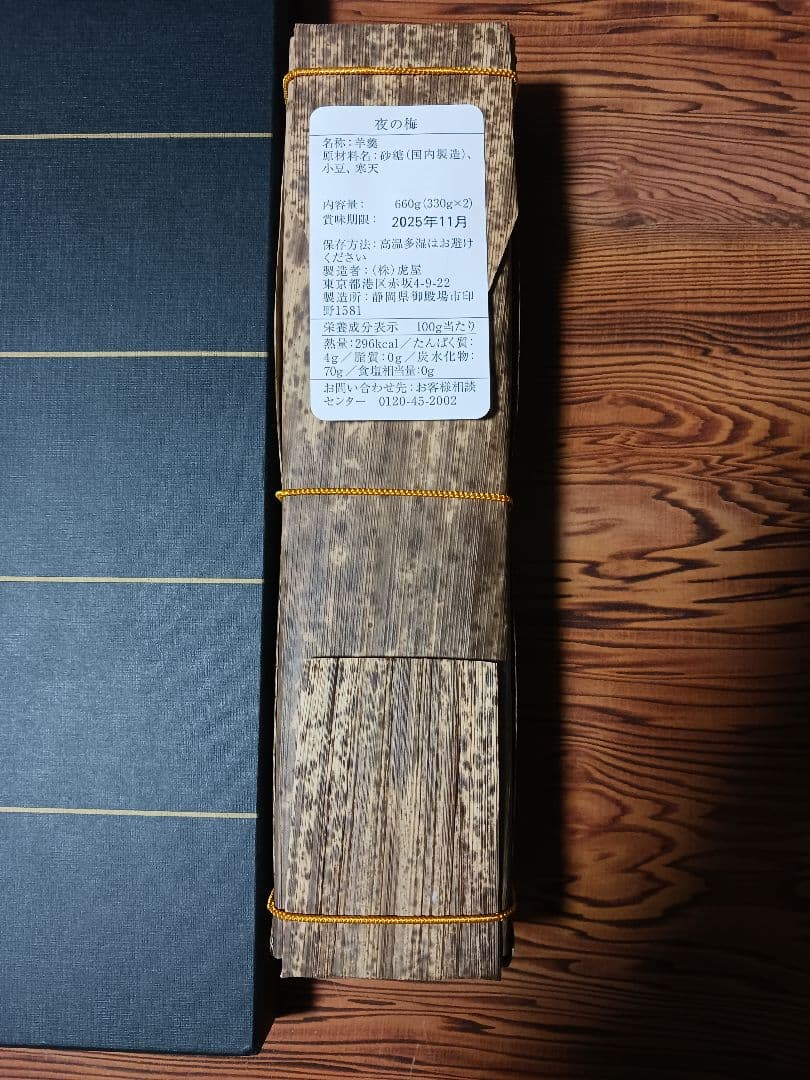 夜の梅
名称：羊羹
原材料名：砂糖（国内製造）、
小豆、寒天
内容量： 660g（330g×2）
賞味期限： 2025年11月
保存方法：高温多湿はお避け
ください
製造者：（株）虎屋
東京都港区赤坂4-9-22
製造所：静岡県御殿場市印
野1581
栄養成分表示 100g当たり
熱量：296kcal／たんぱく質：
4g／脂質：0g／炭水化物：
70g／食塩相当量：0g
お問い合わせ先：お客様相談
センター 0120-45-2002